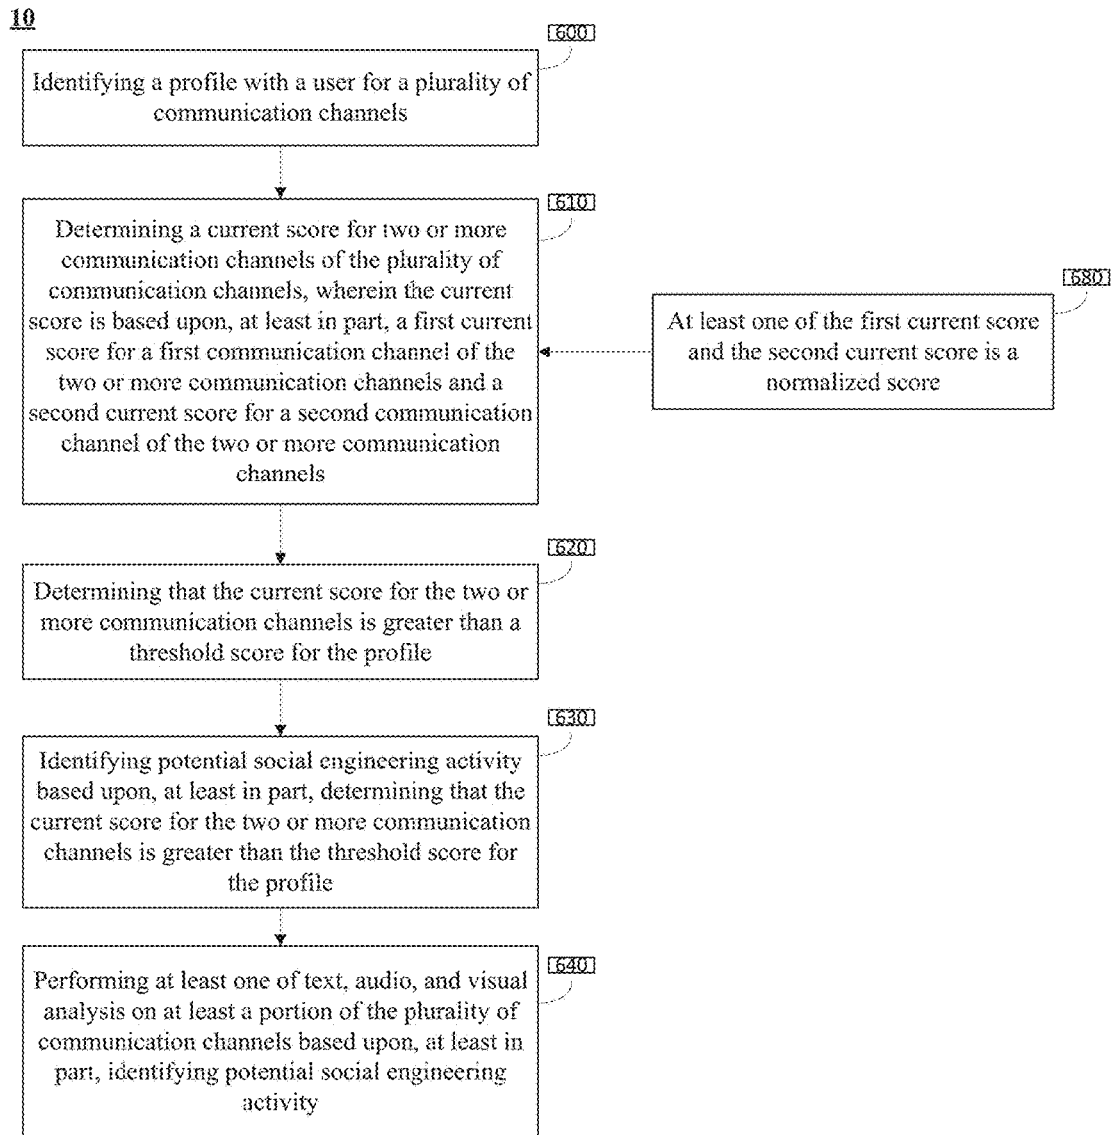 10
600
Identifying a profile with a user for a plurality of
communication channels
610
Determining a current score for two or more
communication channels of the plurality of
communication channels, wherein the current
score is based upon, at least in part, a first current
score for a first communication channel of the
two or more communication channels and a
second current score for a second communication
channel of the two or more communication
channels
680
At least one of the first current score
and the second current score is a
normalized score
620
Determining that the current score for the two or
more communication channels is greater than a
threshold score for the profile
630
Identifying potential social engineering activity
based upon, at least in part, determining that the
current score for the two or more communication
channels is greater than the threshold score for
the profile
640
Performing at least one of text, audio, and visual
analysis on at least a portion of the plurality of
communication channels based upon, at least in
part, identifying potential social engineering
activity